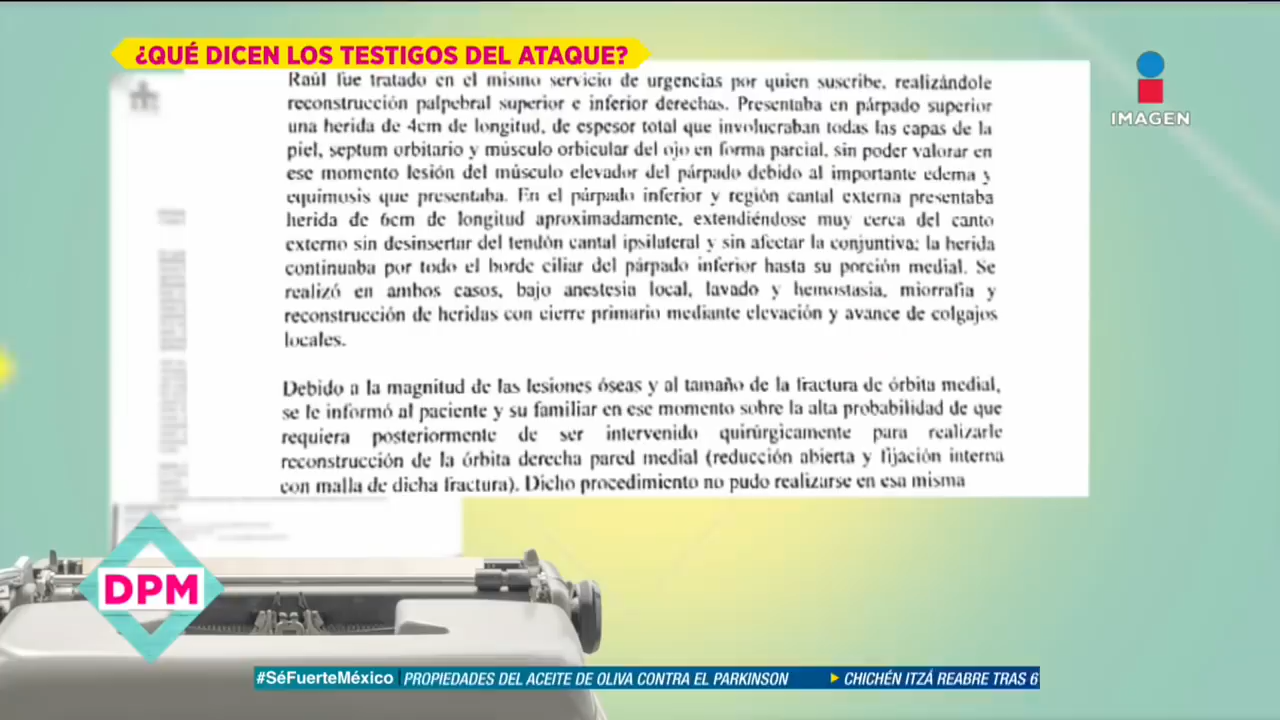 ¿QUÉ DICEN LOS TESTIGOS DEL ATAQUE?
IMAGEN
Raúl fue tratado en el mismo servicio de urgencias por quien suscribe, realizándole
reconstrucción palpebral superior e inferior derechas. Presentaba en párpado superior
una herida de 4cm de longitud, de espesor total que involucraban todas las capas de la
piel, septum orbitario y músculo orbicular del ojo en forma parcial, sin poder valorar en
ese momento lesión del músculo elevador del párpado debido al importante edema y
equimosis que presentaba. En el párpado inferior y región cantal externa presentaba
herida de 6cm de longitud aproximadamente, extendiéndose muy cerca del canto
externo sin desinsertar del tendón cantal ipsilateral y sin afectar la conjuntiva; la herida
continuaba por todo el borde ciliar del párpado inferior hasta su porción medial. Se
realizó en ambos casos, bajo anestesia local, lavado y hemostasia, miorrafia y
reconstrucción de heridas con cierre primario mediante elevación y avance de colgajos
locales.
Debido a la magnitud de las lesiones óseas y al tamaño de la fractura de órbita medial,
se le informó al paciente y su familiar en ese momento sobre la alta probabilidad de que
requiera posteriormente de ser intervenido quirúrgicamente para realizarle
reconstrucción de la órbita derecha pared medial (reducción abierta y fijación interna
con malla de dicha fractura). Dicho procedimiento no pudo realizarse en esa misma
DPM
#SéFuerteMéxico PROPIEDADES DEL ACEITE DE OLIVA CONTRA EL PARKINSON CHICHÉN ITZÁ REABRE TRAS 6